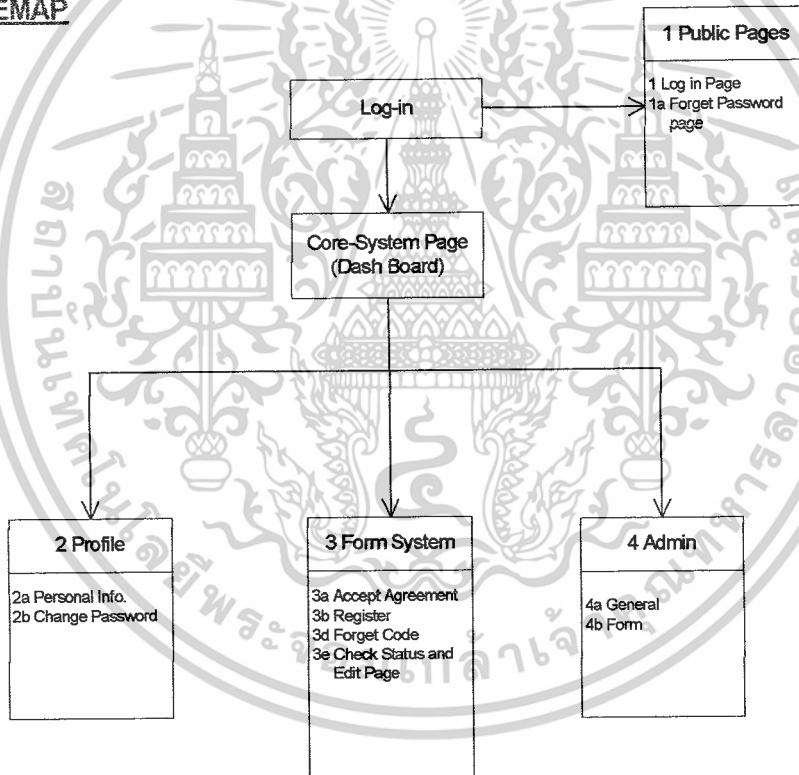 EMAP
1 Public Pages
1 Log in Page
1a Forget Password
page
Log-in
Core-System Page
(Dash Board)
2 Profile
2a Personal Info.
2b Change Password
3 Form System
3a Accept Agreement
3b Register
3d Forget Code
3e Check Status and
Edit Page
4 Admin
4a General
4b Form